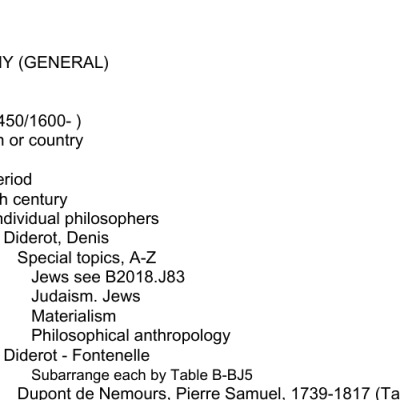 Y (GENERAL)
450/1600- )
or country
eriod
h century
ndividual philosophers
Diderot, Denis
Special topics, A-Z
Jews see B2018.J83
Judaism. Jews
Materialism
Philosophical anthropology
Diderot - Fontenelle
Subarrange each by Table B-BJ5
Dupont de Nemours, Pierre Samuel, 1739-1817 (Ta